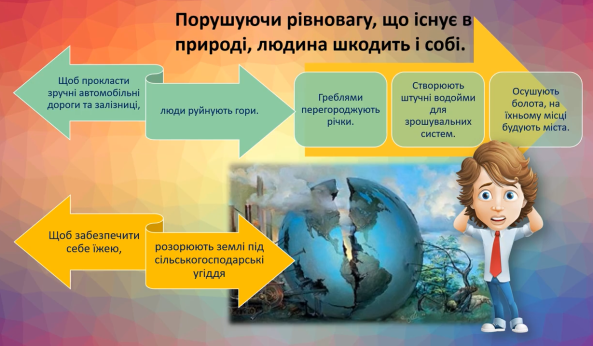 Порушуючи рівновагу, що існує в
природі, людина шкодить і собі.
Щоб прокласти
зручні автомобільні
дороги та залізниці,
люди руйнують гори.
Греблями
перегороджують
річки.
Створюють
штучні водойми
для
зрошувальних
систем.
Осушують
болота, на
їхньому місці
будують міста.
Щоб забезпечити
себе їжею,
розорюють землі під
сільськогосподарські
угіддя